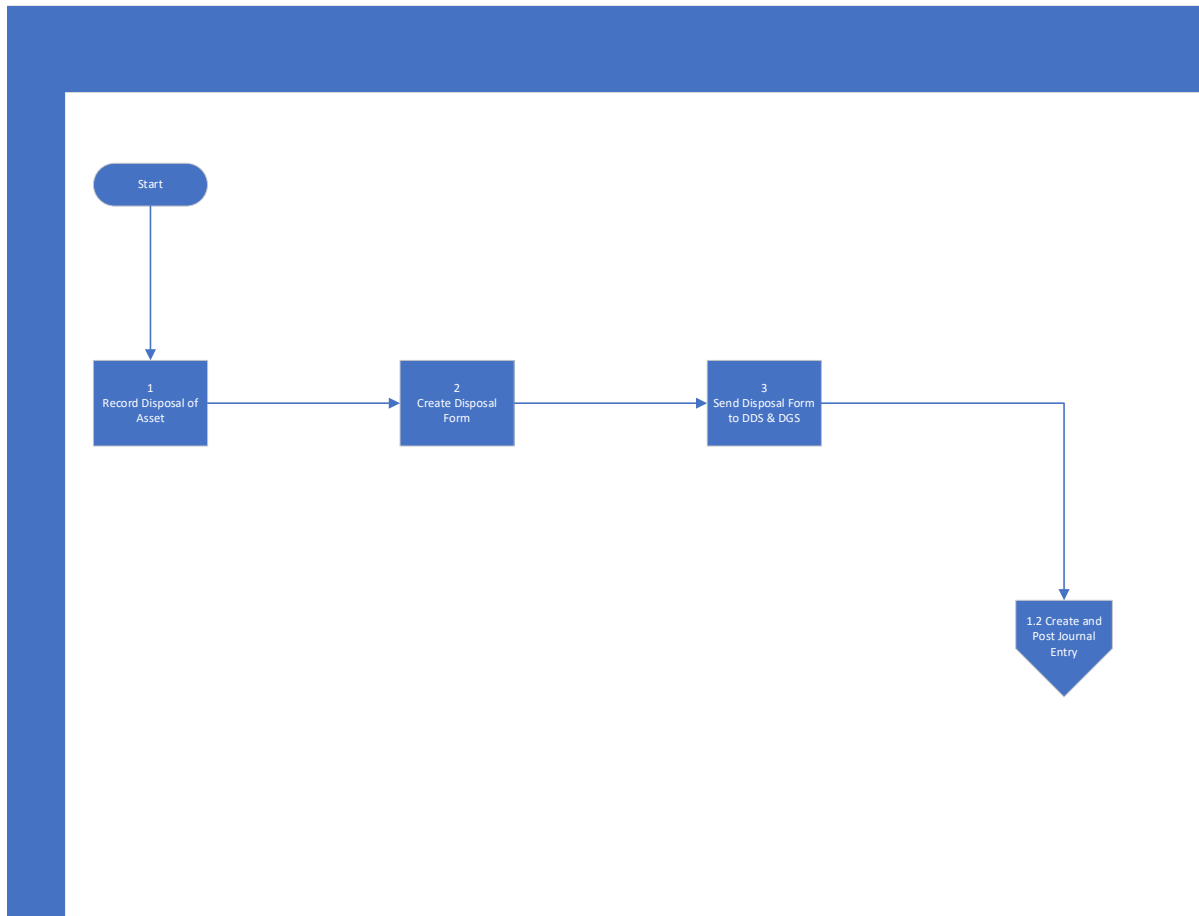 Start
1
Record Disposal of
Asset
2
Create Disposal
Form
3
Send Disposal Form
to DDS & DGS
1.2 Create and
Post Journal
Entry